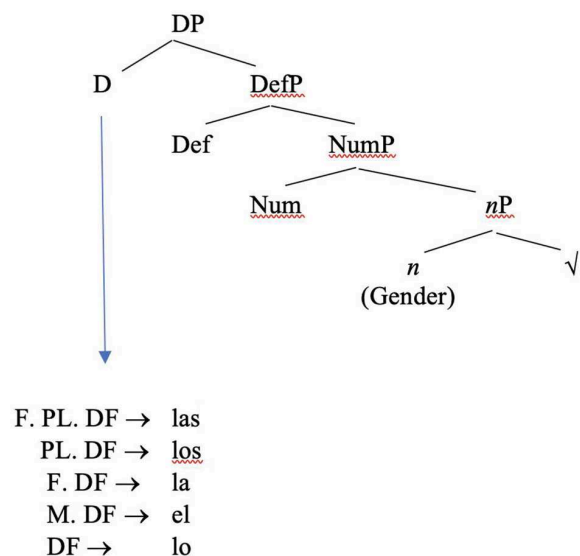 DP
D DefP
Def NumP
Num nP
n √
(Gender)
F. PL. DF → las
PL. DF → los
F. DF → la
M. DF → el
DF → lo